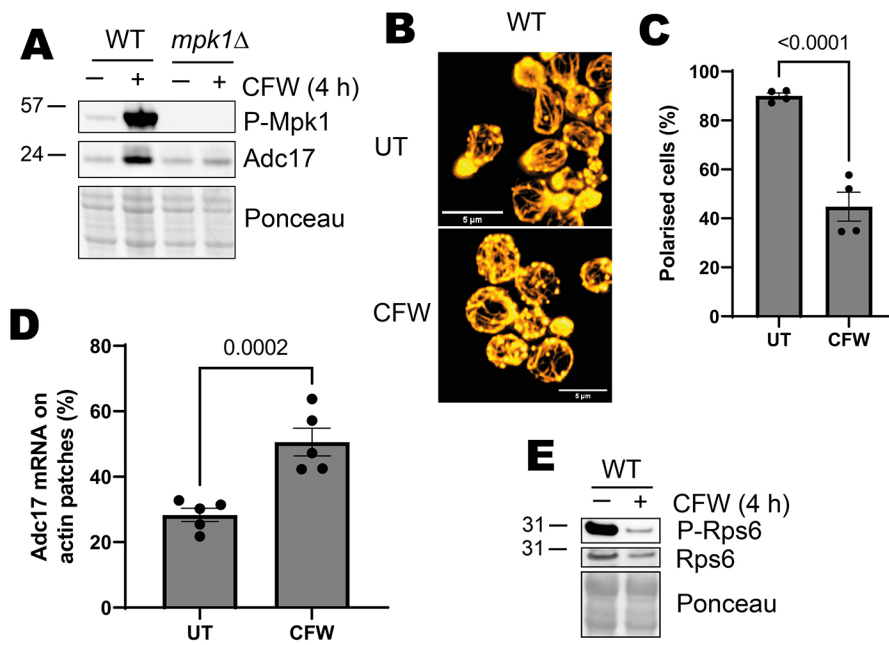 A
WT mpk1Δ
– + – + CFW (4 h)
57 P-Mpk1
24 Adc17
Ponceau
B
WT
UT
5 µm
CFW
5 µm
C
<0.0001
Polarised cells (%)
100
80
60
40
20
0
UT CFW
D
0.0002
Adc17 mRNA on
actin patches (%)
80
60
40
20
0
UT CFW
E
WT
– + CFW (4 h)
31 P-Rps6
31 Rps6
Ponceau